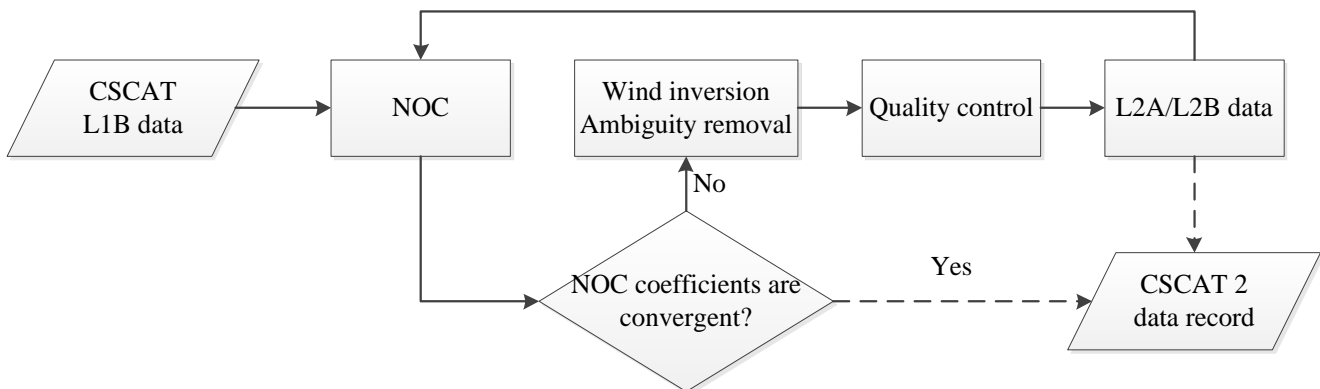 CSCAT
L1B data
NOC
Wind inversion
Ambiguity removal
Quality control
L2A/L2B data
No
NOC coefficients are
convergent?
Yes
CSCAT 2
data record